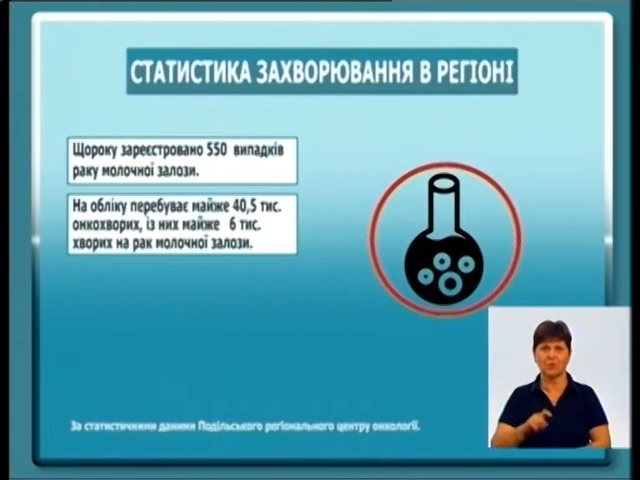 СТАТИСТИКА ЗАХВОРЮВАННЯ В РЕГІОНІ
Щороку зареєстровано 550 випадків
раку молочної залози.
На обліку перебуває майже 40,5 тис.
онкохворих, із них майже 6 тис.
хворих на рак молочної залози.
За статистичними даними Подільського регіонального центру онкології.